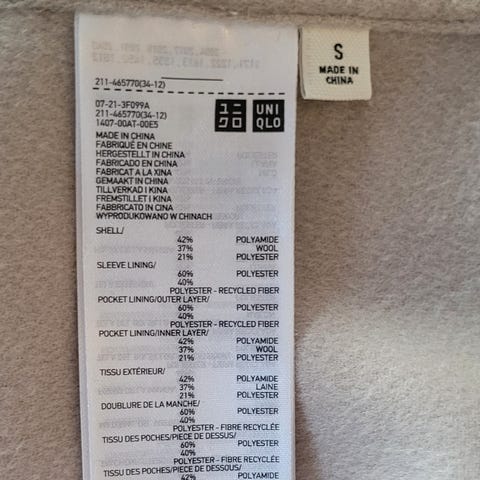 211-465770(34-12)
07-21-3F099A
211-465770(34-12)
1407-00AT-00E5
ユニ UNI
クロ QLO
MADE IN CHINA
FABRIQUÉ EN CHINE
HERGESTELLT IN CHINA
FABRICADO EN CHINA
FABRICAT A LA XINA
GEMAAKT IN CHINA
TILLVERKAD I KINA
FREMSTILLET I KINA
FABBRICATO IN CINA
WYPRODUKOWANO W CHINACH
SHELL/
42% POLYAMIDE
37% WOOL
21% POLYESTER
SLEEVE LINING/
60% POLYESTER
40%
POLYESTER - RECYCLED FIBER
POCKET LINING/OUTER LAYER/
60% POLYESTER
40%
POLYESTER - RECYCLED FIBER
POCKET LINING/INNER LAYER/
42% POLYAMIDE
37% WOOL
21% POLYESTER
TISSU EXTÉRIEUR/
42% POLYAMIDE
37% LAINE
21% POLYESTER
DOUBLURE DE LA MANCHE/
60% POLYESTER
40%
POLYESTER - FIBRE RECYCLÉE
TISSU DES POCHES/PIECE DE DESSUS/
60% POLYESTER
40%
POLYESTER - FIBRE RECYCLÉE
TISSU DES POCHES/PIECE DE DESSOUS/
42% POLYAMIDE
S
MADE IN
CHINA